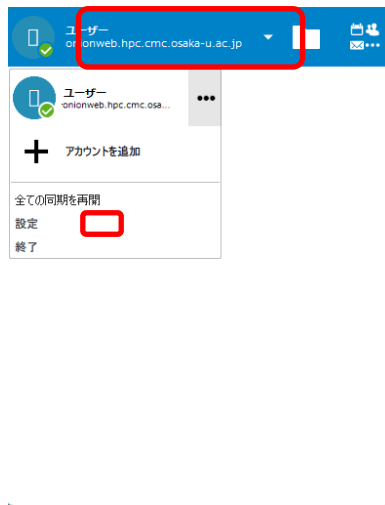 ユーザー
onionweb.hpc.cmc.osaka-u.ac.jp
ユーザー
onionweb.hpc.cmc.osa...
アカウントを追加
全ての同期を再開
設定
終了